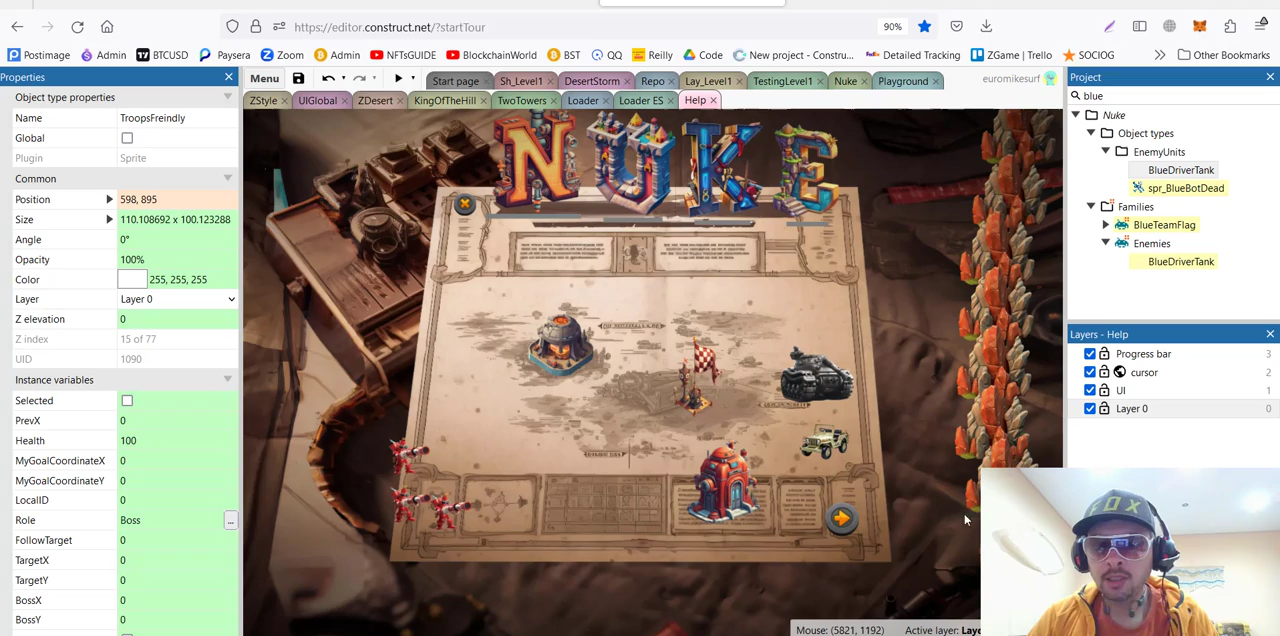 https://editor.construct.net/?startTour
90%
Postimage
Admin
BTCUSD
Paysera
Zoom
Admin
NFTsGUIDE
BlockchainWorld
BST
QQ
Reilly
Code
New project - Constru...
Detailed Tracking
ZGame | Trello
SOCIOG
Other Bookmarks
Properties
Menu
Start page
Sh_Level1
DesertStorm
Repo
Lay_Level1
TestingLevel1
Nuke
Playground
euromikesurf
ZStyle
UIGlobal
ZDesert
KingOfTheHill
TwoTowers
Loader
Loader ES
Help
Object type properties
Name TroopsFreindly
Global
Plugin Sprite
Common
Position 598, 895
Size 110.108692 x 100.123288
Angle 0°
Opacity 100%
Color 255, 255, 255
Layer Layer 0
Z elevation 0
Z index 15 of 77
UID 1090
Instance variables
Selected
PrevX 0
Health 100
MyGoalCoordinateX 0
MyGoalCoordinateY 0
LocalID 0
Role Boss ...
FollowTarget 0
TargetX 0
TargetY 0
BossX 0
BossY 0
NUKE
Mouse: (5821, 1192) Active layer: Laye
Project
blue
Nuke
Object types
EnemyUnits
BlueDriverTank
spr_BlueBotDead
Families
BlueTeamFlag
Enemies
BlueDriverTank
Layers - Help
Progress bar 3
cursor 2
UI 1
Layer 0 0
FOX